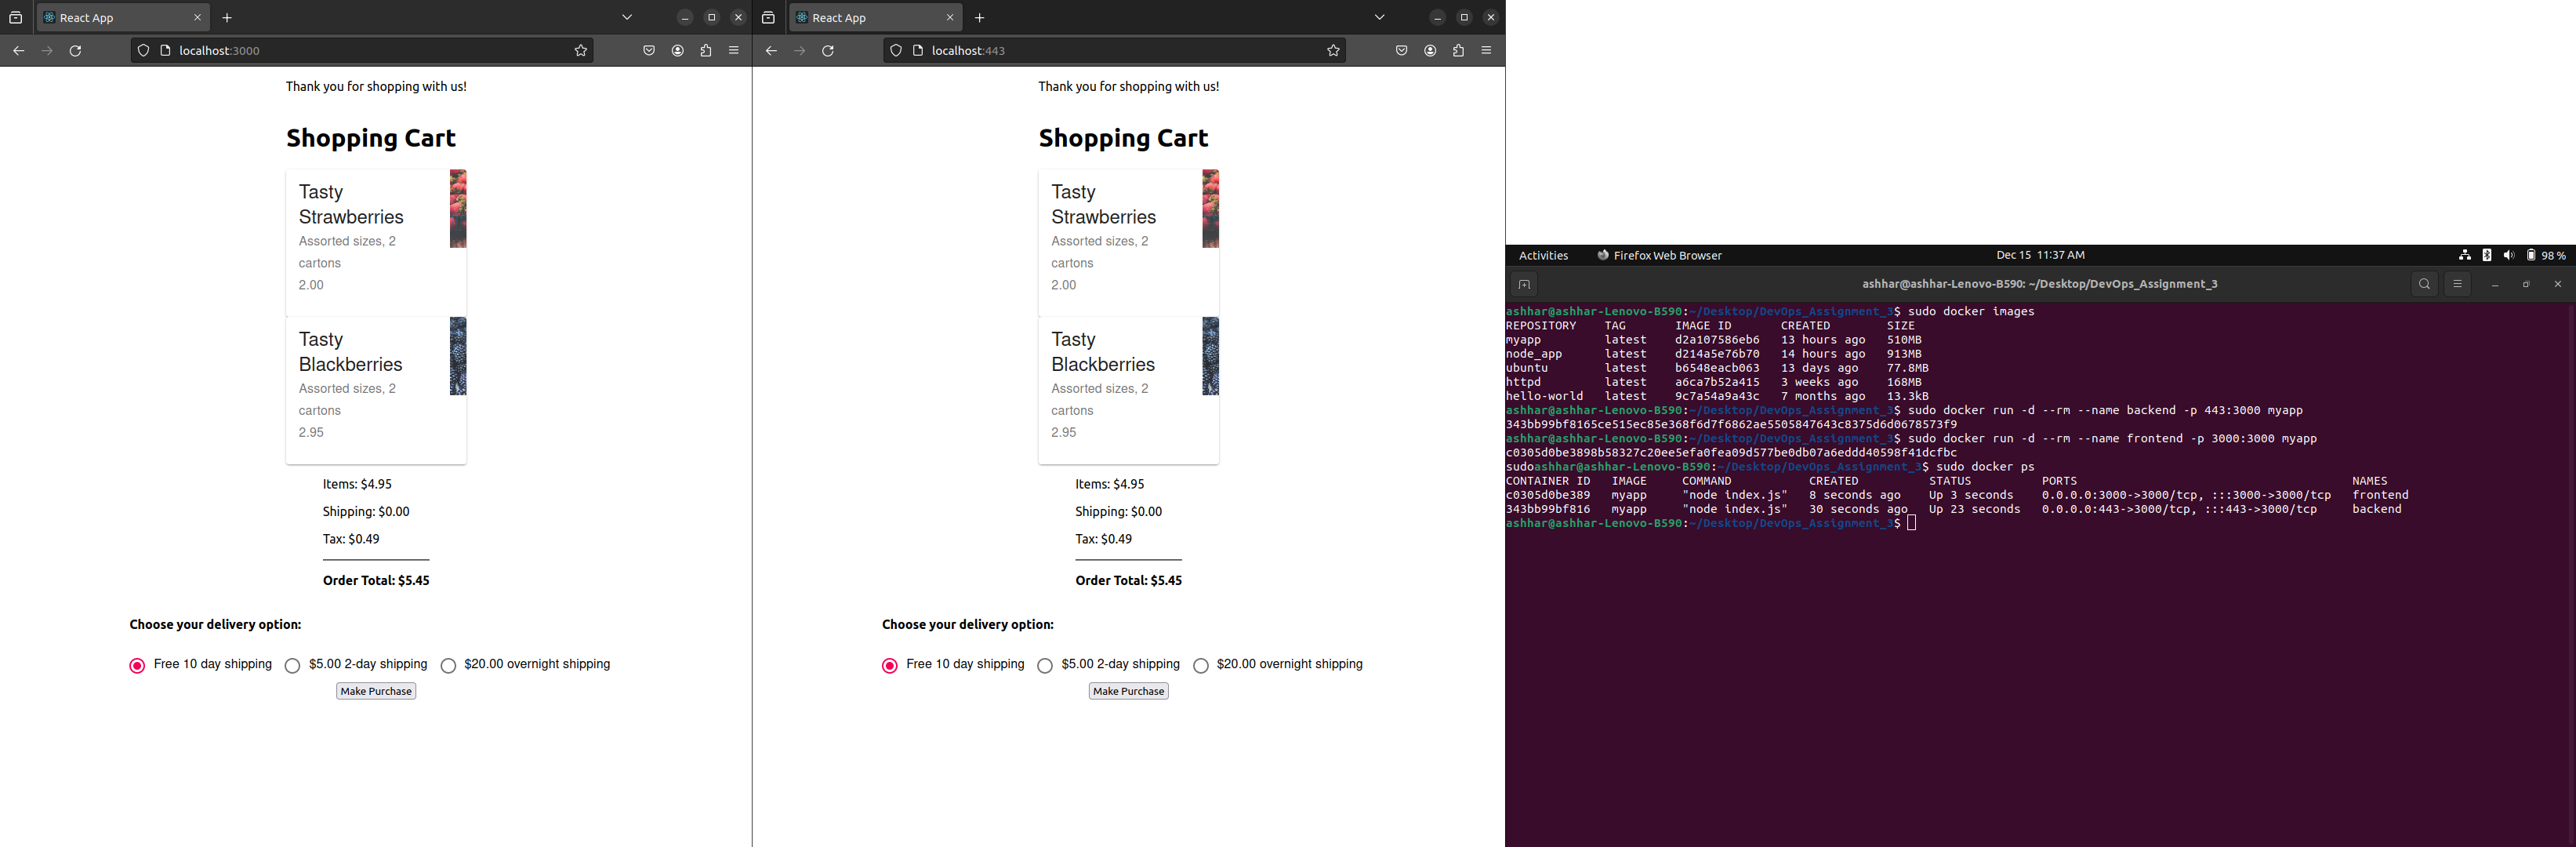 React App
localhost:3000
Thank you for shopping with us!
Shopping Cart
Tasty
Strawberries
Assorted sizes, 2
cartons
2.00
Tasty
Blackberries
Assorted sizes, 2
cartons
2.95
Items: $4.95
Shipping: $0.00
Tax: $0.49
Order Total: $5.45
Choose your delivery option:
Free 10 day shipping $5.00 2-day shipping $20.00 overnight shipping
Make Purchase
React App
localhost:443
Thank you for shopping with us!
Shopping Cart
Tasty
Strawberries
Assorted sizes, 2
cartons
2.00
Tasty
Blackberries
Assorted sizes, 2
cartons
2.95
Items: $4.95
Shipping: $0.00
Tax: $0.49
Order Total: $5.45
Choose your delivery option:
Free 10 day shipping $5.00 2-day shipping $20.00 overnight shipping
Make Purchase
Activities Firefox Web Browser Dec 15 11:37 AM 98 %
ashhar@ashhar-Lenovo-B590: ~/Desktop/DevOps_Assignment_3
ashhar@ashhar-Lenovo-B590:~/Desktop/DevOps_Assignment_3$ sudo docker images
REPOSITORY TAG IMAGE ID CREATED SIZE
myapp latest d2a107586eb6 13 hours ago 510MB
node_app latest d214a5e76b70 14 hours ago 913MB
ubuntu latest b6548eacb063 13 days ago 77.8MB
httpd latest a6ca7b52a415 3 weeks ago 168MB
hello-world latest 9c7a54a9a43c 7 months ago 13.3kB
ashhar@ashhar-Lenovo-B590:~/Desktop/DevOps_Assignment_3$ sudo docker run -d --rm --name backend -p 443:3000 myapp
343bb99bf8165ce515ec85e368f6d7f6862ae5505847643c8375d6d0678573f9
ashhar@ashhar-Lenovo-B590:~/Desktop/DevOps_Assignment_3$ sudo docker run -d --rm --name frontend -p 3000:3000 myapp
c0305d0be3898b58327c20ee5efa0fea09d577be0db07a6eddd40598f41dcfbc
sudoashhar@ashhar-Lenovo-B590:~/Desktop/DevOps_Assignment_3$ sudo docker ps
CONTAINER ID IMAGE COMMAND CREATED STATUS PORTS NAMES
c0305d0be389 myapp "node index.js" 8 seconds ago Up 3 seconds 0.0.0.0:3000->3000/tcp, :::3000->3000/tcp frontend
343bb99bf816 myapp "node index.js" 30 seconds ago Up 23 seconds 0.0.0.0:443->3000/tcp, :::443->3000/tcp backend
ashhar@ashhar-Lenovo-B590:~/Desktop/DevOps_Assignment_3$